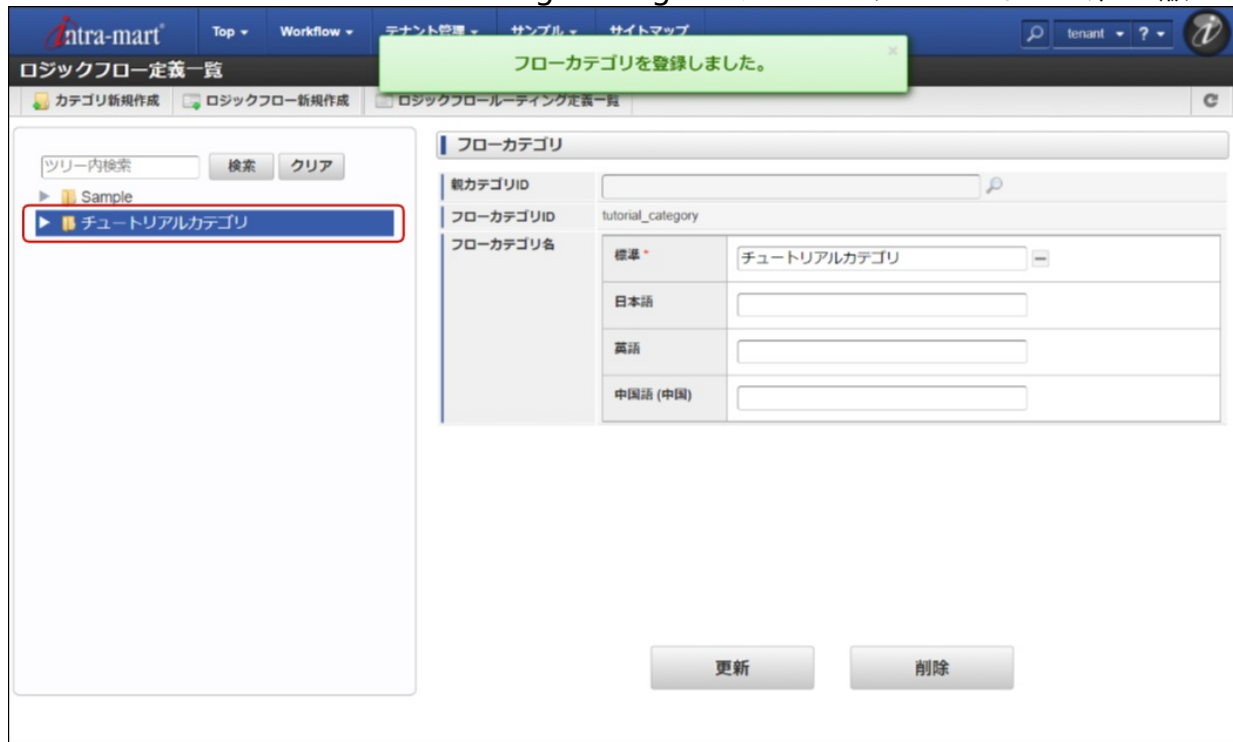 intra-mart Top Workflow テナント管理 サンプル サイトマップ tenant ?
フローカテゴリを登録しました。 ×
ロジックフロー定義一覧
カテゴリ新規作成 ロジックフロー新規作成 ロジックフロールーティング定義一覧
フローカテゴリ
ツリー内検索 検索 クリア
親カテゴリID
Sample
フローカテゴリID tutorial_category
チュートリアルカテゴリ
フローカテゴリ名 標準 * チュートリアルカテゴリ
日本語
英語
中国語 (中国)
更新 削除